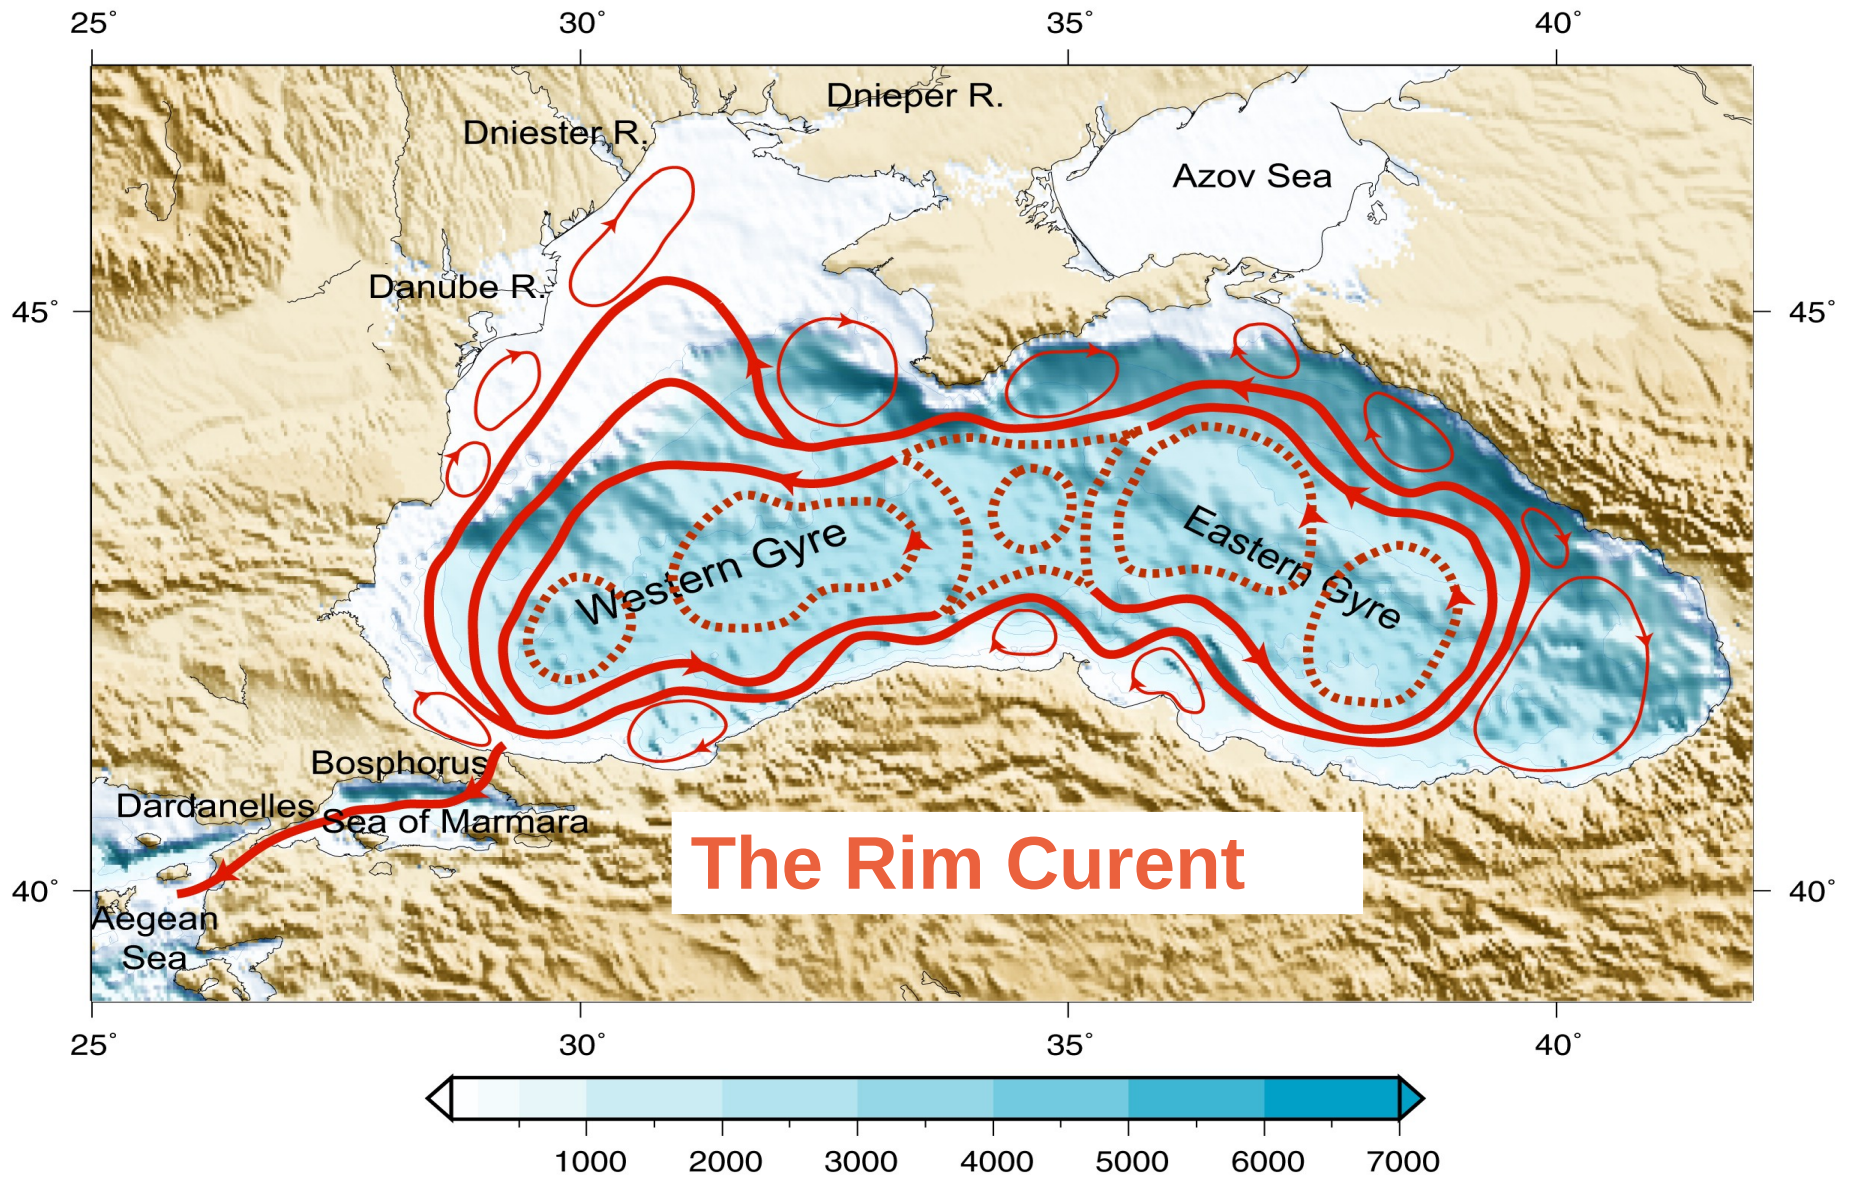 25° 30° 35° 40°
Dnieper R.
Dniester R.
Azov Sea
Danube R.
45° 45°
Western Gyre
Eastern Gyre
Bosphorus
Dardanelles
Sea of Marmara
The Rim Curent
40° 40°
Aegean
Sea
25° 30° 35° 40°
1000 2000 3000 4000 5000 6000 7000